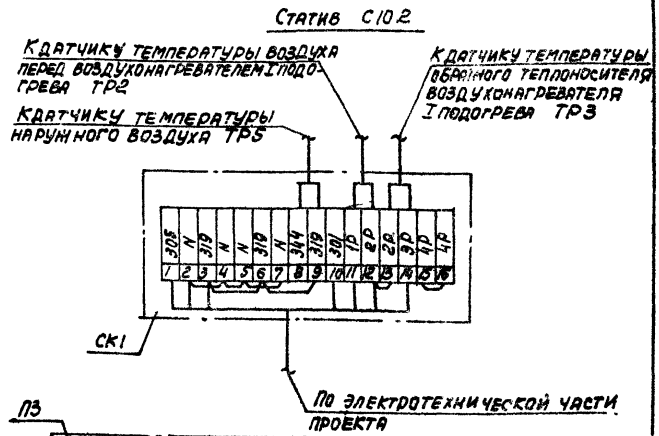 Статив С10.2
К датчику температуры воздуха
перед воздухонагревателем I подо-
грева ТР2
К датчику температуры
наружного воздуха ТР5
К датчику температуры
обратного теплоносителя
воздухонагревателя
I подогрева ТР3
305 N 319 N N 319 N 344 319 301 1Р 2Р 2Р 3Р 4Р 4Р
1 2 3 4 5 6 7 8 9 10 11 12 13 14 15 16
СК1
По электротехнической части
проекта
П3